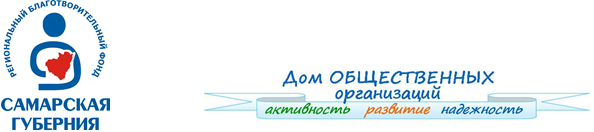 РЕГИОНАЛЬНЫЙ БЛАГОТВОРИТЕЛЬНЫЙ ФОНД
САМАРСКАЯ
ГУБЕРНИЯ
Дом ОБЩЕСТВЕННЫХ
организаций
активность развитие надежность